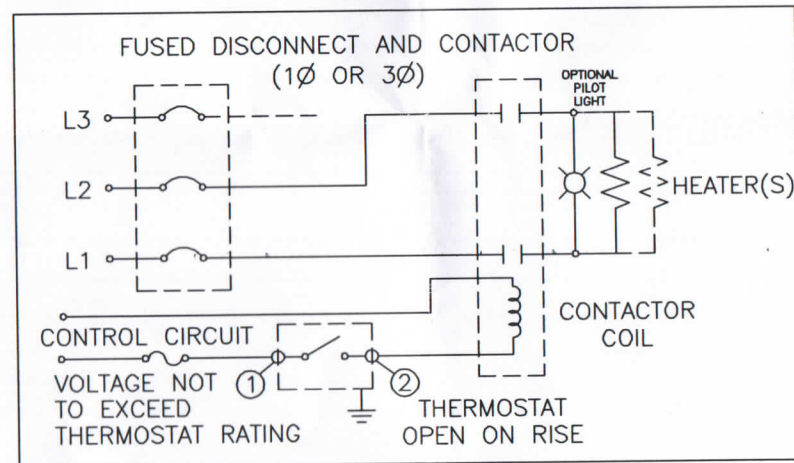 FUSED DISCONNECT AND CONTACTOR
(1Ø OR 3Ø)
OPTIONAL
PILOT
LIGHT
L3
L2
HEATER(S)
L1
CONTROL CIRCUIT
CONTACTOR
COIL
1
2
VOLTAGE NOT
TO EXCEED
THERMOSTAT RATING
THERMOSTAT
OPEN ON RISE